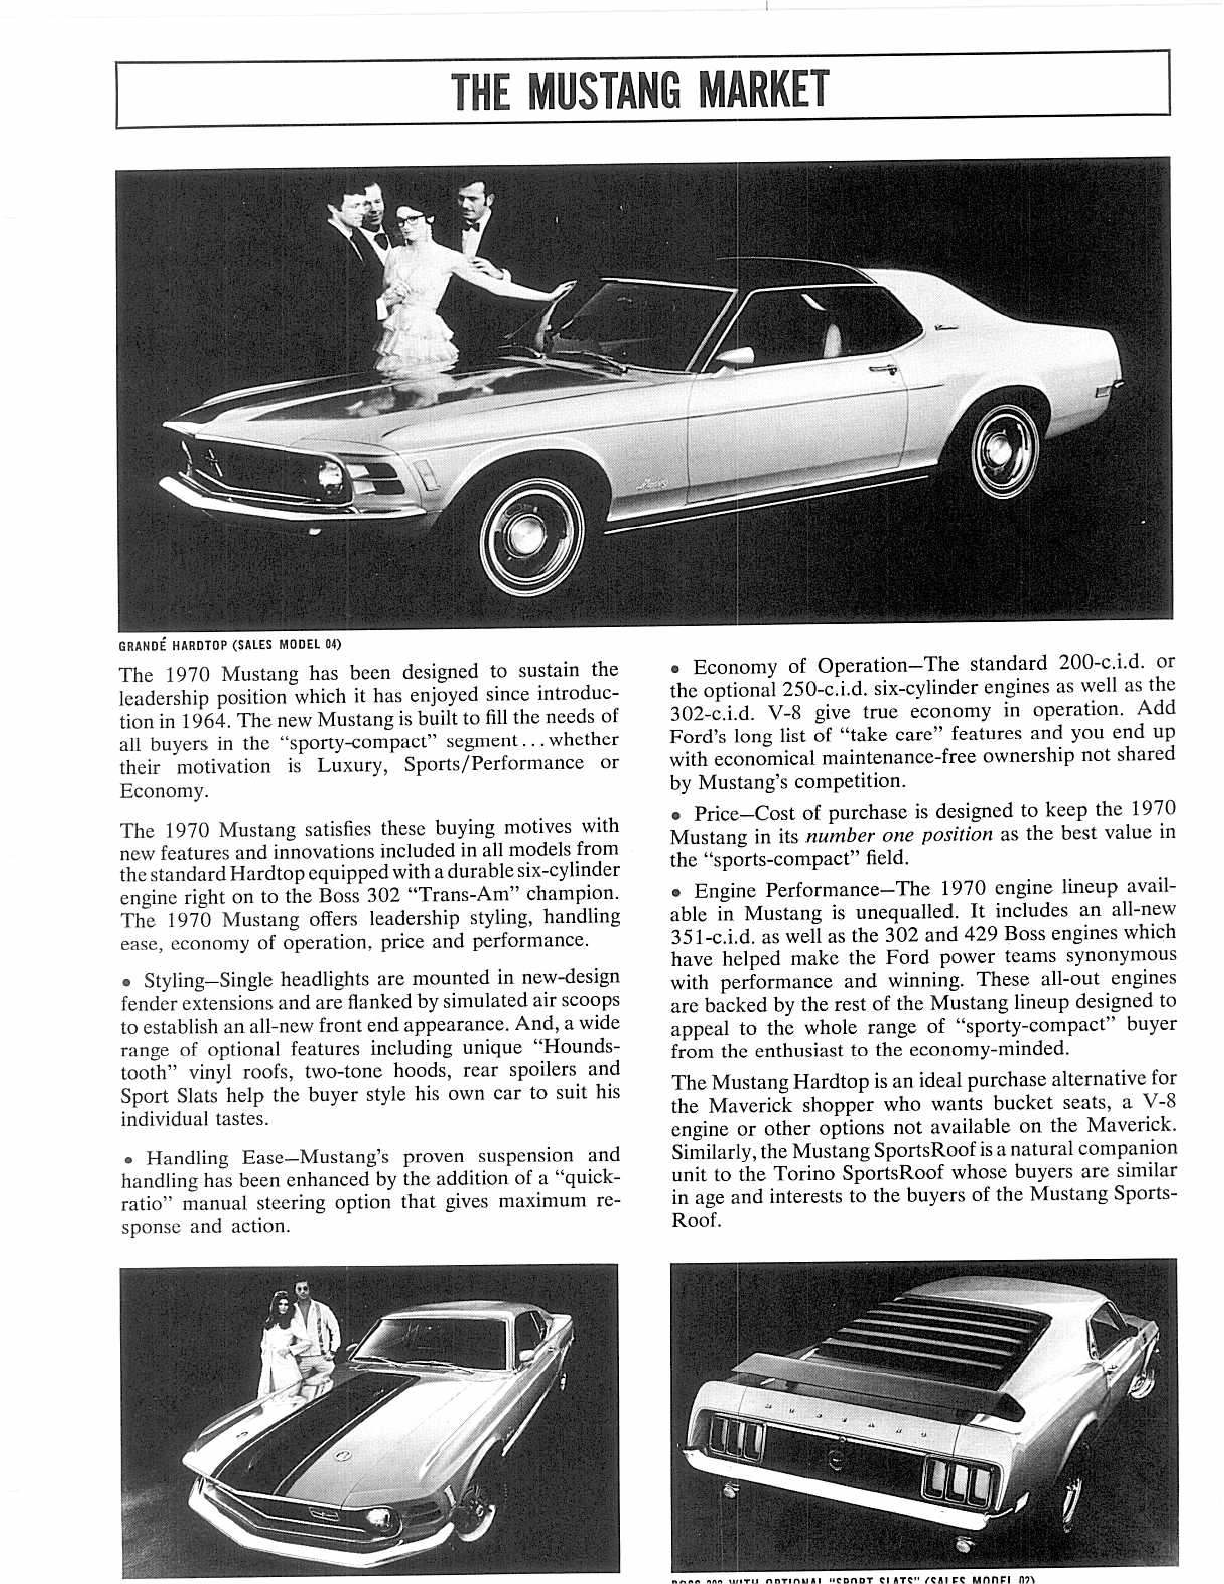 THE MUSTANG MARKET
GRANDÉ HARDTOP (SALES MODEL 04)
The 1970 Mustang has been designed to sustain the
leadership position which it has enjoyed since introduc-
tion in 1964. The new Mustang is built to fill the needs of
all buyers in the “sporty-compact” segment... whether
their motivation is Luxury, Sports/Performance or
Economy.
The 1970 Mustang satisfies these buying motives with
new features and innovations included in all models from
the standard Hardtop equipped with a durable six-cylinder
engine right on to the Boss 302 “Trans-Am” champion.
The 1970 Mustang offers leadership styling, handling
ease, economy of operation, price and performance.
• Styling—Single headlights are mounted in new-design
fender extensions and are flanked by simulated air scoops
to establish an all-new front end appearance. And, a wide
range of optional features including unique “Hounds-
tooth” vinyl roofs, two-tone hoods, rear spoilers and
Sport Slats help the buyer style his own car to suit his
individual tastes.
• Handling Ease—Mustang's proven suspension and
handling has been enhanced by the addition of a “quick-
ratio” manual steering option that gives maximum re-
sponse and action.
• Economy of Operation—The standard 200-c.i.d. or
the optional 250-c.i.d. six-cylinder engines as well as the
302-c.i.d. V-8 give true economy in operation. Add
Ford's long list of “take care” features and you end up
with economical maintenance-free ownership not shared
by Mustang's competition.
• Price—Cost of purchase is designed to keep the 1970
Mustang in its number one position as the best value in
the “sports-compact” field.
• Engine Performance—The 1970 engine lineup avail-
able in Mustang is unequalled. It includes an all-new
351-c.i.d. as well as the 302 and 429 Boss engines which
have helped make the Ford power teams synonymous
with performance and winning. These all-out engines
are backed by the rest of the Mustang lineup designed to
appeal to the whole range of “sporty-compact” buyer
from the enthusiast to the economy-minded.
The Mustang Hardtop is an ideal purchase alternative for
the Maverick shopper who wants bucket seats, a V-8
engine or other options not available on the Maverick.
Similarly, the Mustang SportsRoof is a natural companion
unit to the Torino SportsRoof whose buyers are similar
in age and interests to the buyers of the Mustang Sports-
Roof.
MUSTANG
BOSS 302 WITH OPTIONAL “SPORT SLATS” (SALES MODEL 02)